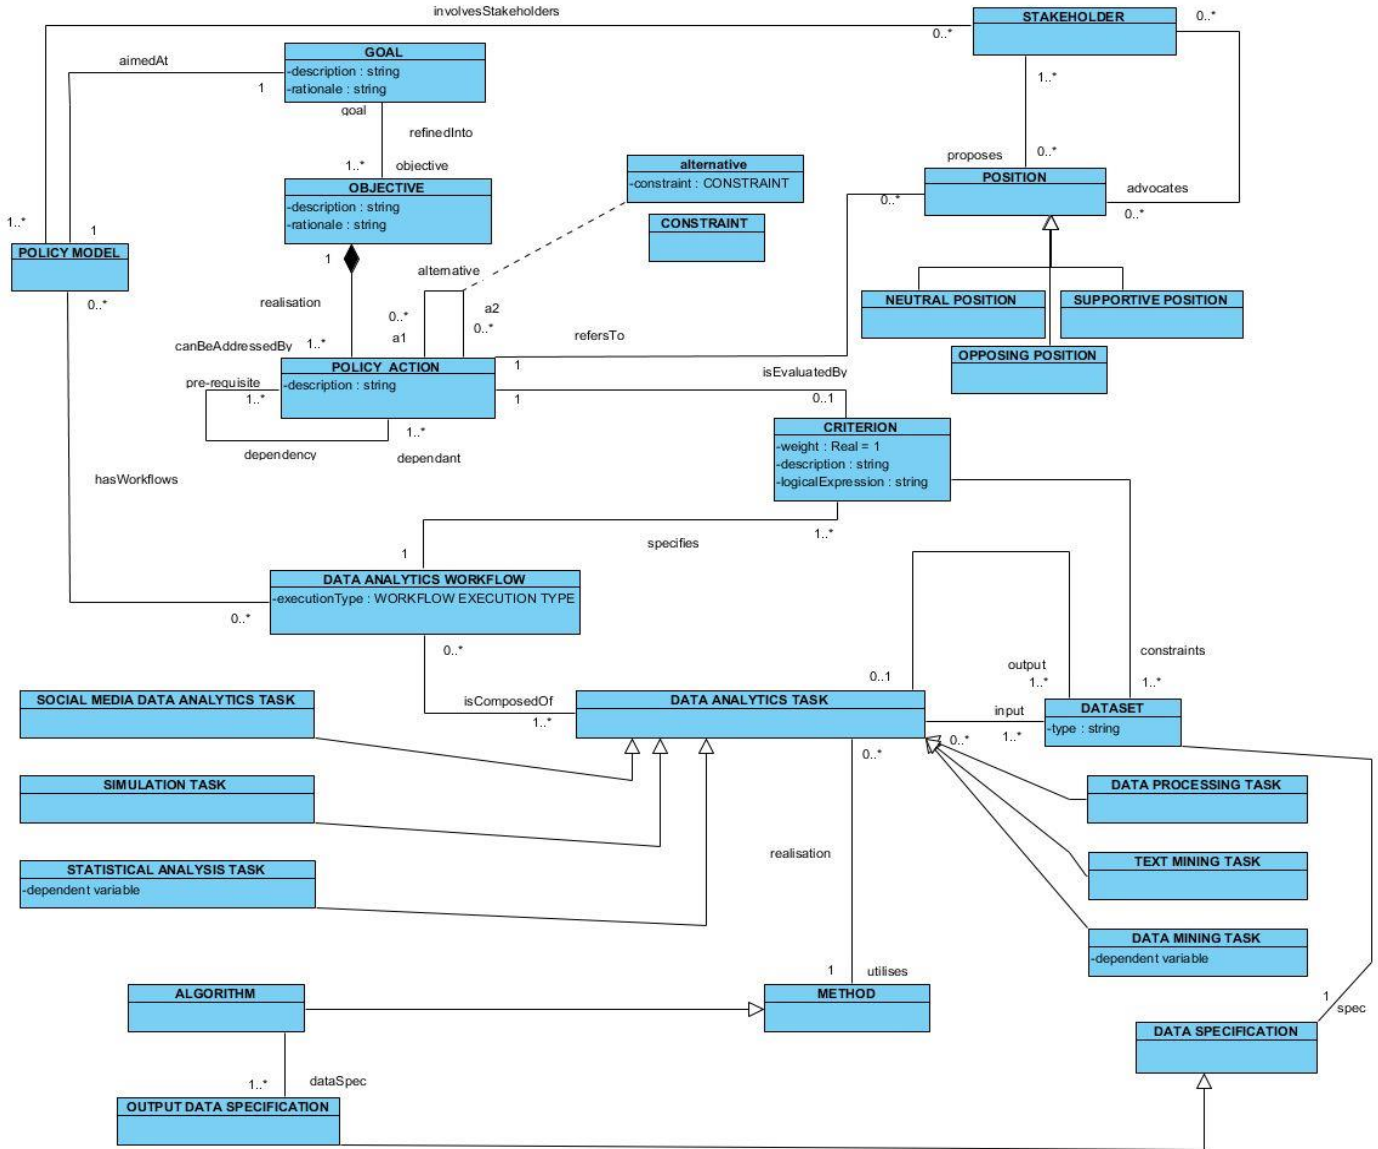 involvesStakeholders
STAKEHOLDER
0..*
0..*
GOAL
-description : string
-rationale : string
aimedAt
1
goal
refinedInto
1..*
objective
1..*
0..*
proposes
POSITION
advocates
0..*
0..*
alternative
-constraint : CONSTRAINT
CONSTRAINT
OBJECTIVE
-description : string
-rationale : string
1..*
1
POLICY MODEL
0..*
1
alternative
realisation
0..*
a1
a2
0..*
NEUTRAL POSITION
SUPPORTIVE POSITION
OPPOSING POSITION
refersTo
1
canBeAddressedBy
1..*
POLICY ACTION
-description : string
pre-requisite
1..*
1..*
dependency
dependant
isEvaluatedBy
1
0..1
CRITERION
-weight : Real = 1
-description : string
-logicalExpression : string
hasWorkflows
1..*
specifies
1
DATA ANALYTICS WORKFLOW
-executionType : WORKFLOW EXECUTION TYPE
0..*
0..*
constraints
output
0..1
1..*
1..*
SOCIAL MEDIA DATA ANALYTICS TASK
isComposedOf
1..*
DATA ANALYTICS TASK
input
0..*
1..*
DATASET
-type : string
0..*
SIMULATION TASK
DATA PROCESSING TASK
STATISTICAL ANALYSIS TASK
-dependent variable
realisation
TEXT MINING TASK
DATA MINING TASK
-dependent variable
1
utilises
ALGORITHM
METHOD
1
spec
DATA SPECIFICATION
1..*
dataSpec
OUTPUT DATA SPECIFICATION